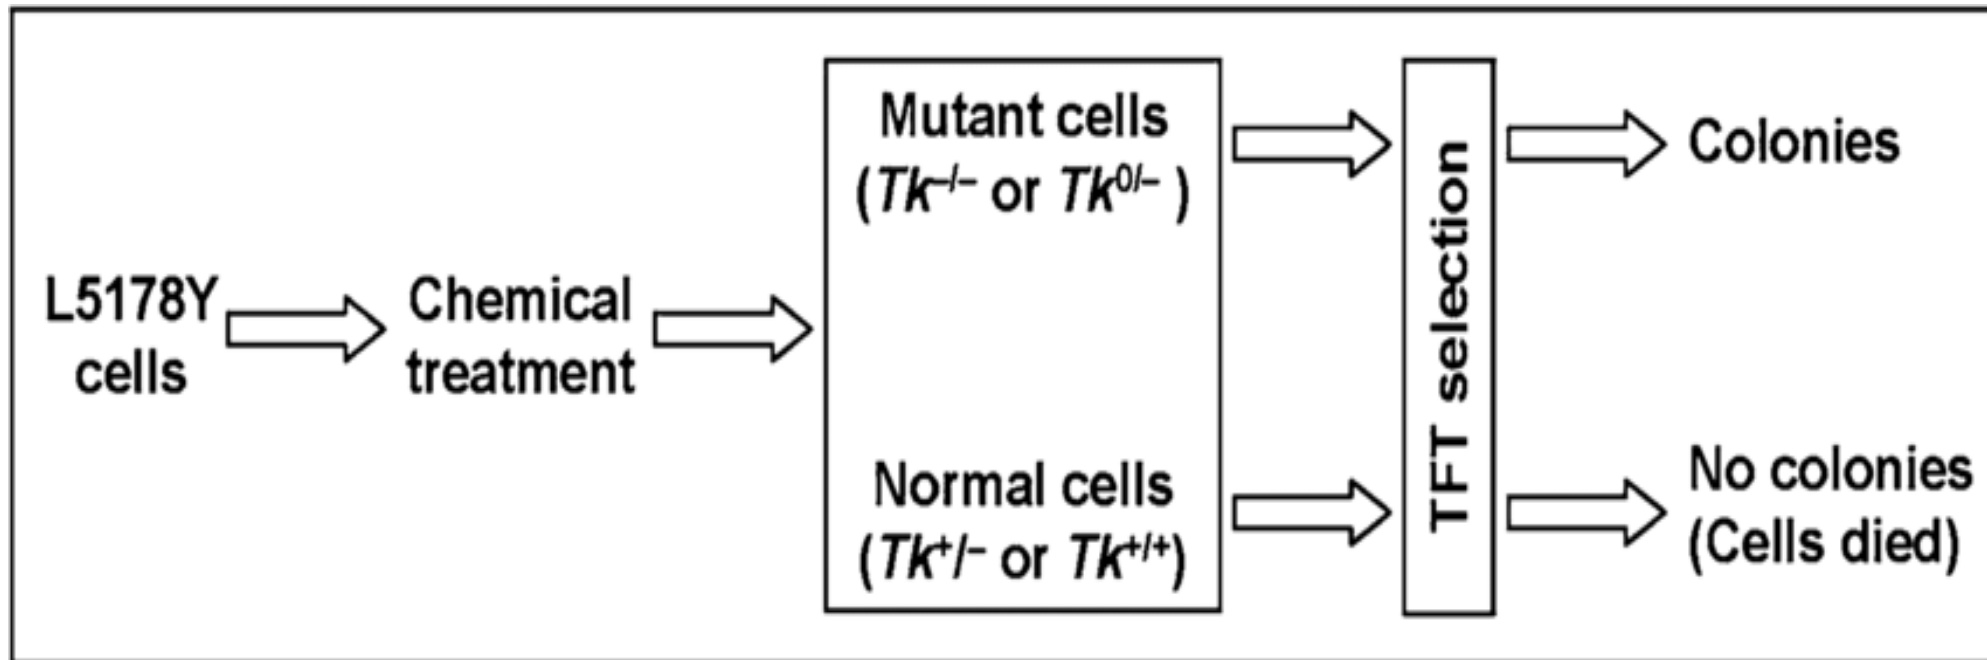 L5178Y
cells
Chemical
treatment
Mutant cells
(Tk⁻/⁻ or Tk⁰/⁻ )
Normal cells
(Tk⁺/⁻ or Tk⁺/⁺)
TFT selection
Colonies
No colonies
(Cells died)